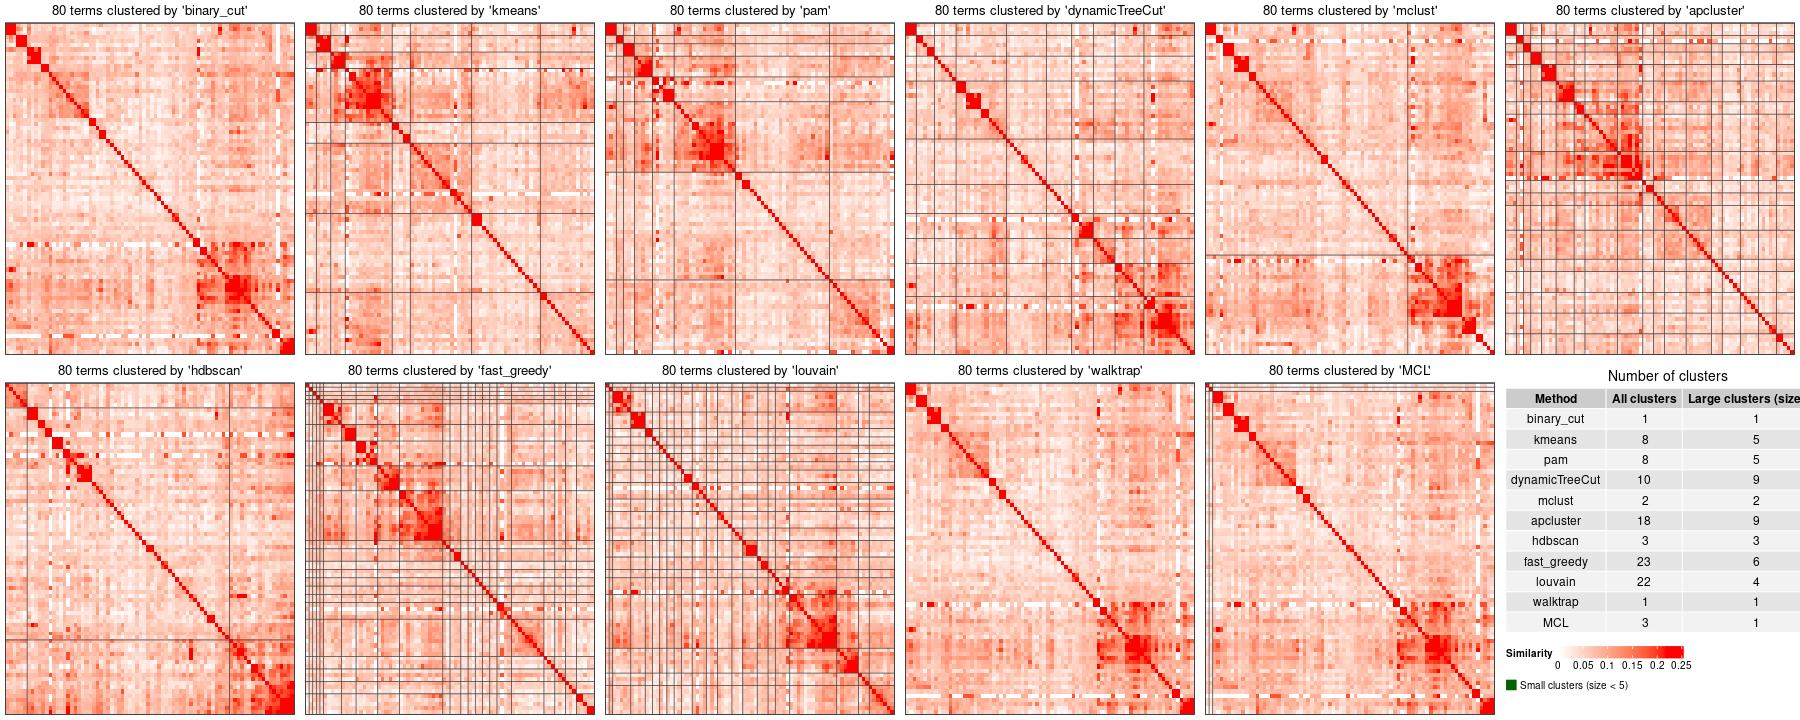 80 terms clustered by 'binary_cut'
80 terms clustered by 'kmeans'
80 terms clustered by 'pam'
80 terms clustered by 'dynamicTreeCut'
80 terms clustered by 'mclust'
80 terms clustered by 'apcluster'
80 terms clustered by 'hdbscan'
80 terms clustered by 'fast_greedy'
80 terms clustered by 'louvain'
80 terms clustered by 'walktrap'
80 terms clustered by 'MCL'
Number of clusters
Method All clusters Large clusters (size
binary_cut 1 1
kmeans 8 5
pam 8 5
dynamicTreeCut 10 9
mclust 2 2
apcluster 18 9
hdbscan 3 3
fast_greedy 23 6
louvain 22 4
walktrap 1 1
MCL 3 1
Similarity
0 0.05 0.1 0.15 0.2 0.25
Small clusters (size < 5)